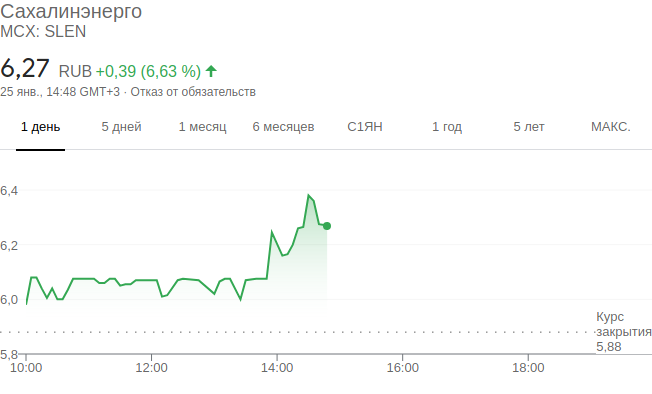 Сахалинэнерго
MCX: SLEN
6,27 RUB +0,39 (6,63 %)
25 янв., 14:48 GMT+3 · Отказ от обязательств
1 день 5 дней 1 месяц 6 месяцев С1ЯН 1 год 5 лет МАКС.
6,4
6,2
6,0
Курс
закрытия
5,88
5,8
10:00 12:00 14:00 16:00 18:00